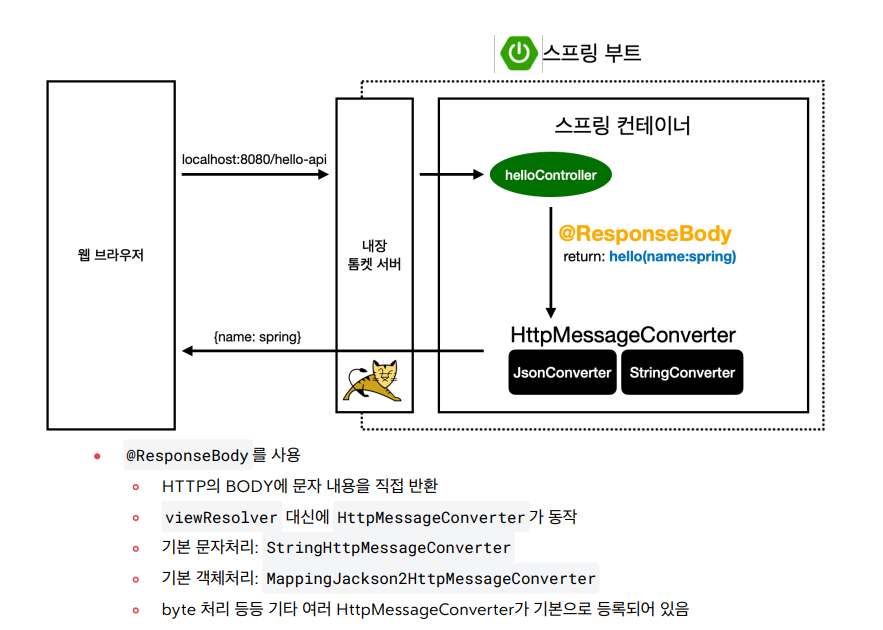 스프링 부트
스프링 컨테이너
localhost:8080/hello-api
helloController
@ResponseBody
return: hello(name:spring)
웹 브라우저
내장
톰켓 서버
{name: spring}
HttpMessageConverter
JsonConverter
StringConverter
@ResponseBody 를 사용
HTTP의 BODY에 문자 내용을 직접 반환
viewResolver 대신에 HttpMessageConverter 가 동작
기본 문자처리: StringHttpMessageConverter
기본 객체처리: MappingJackson2HttpMessageConverter
byte 처리 등등 기타 여러 HttpMessageConverter가 기본으로 등록되어 있음